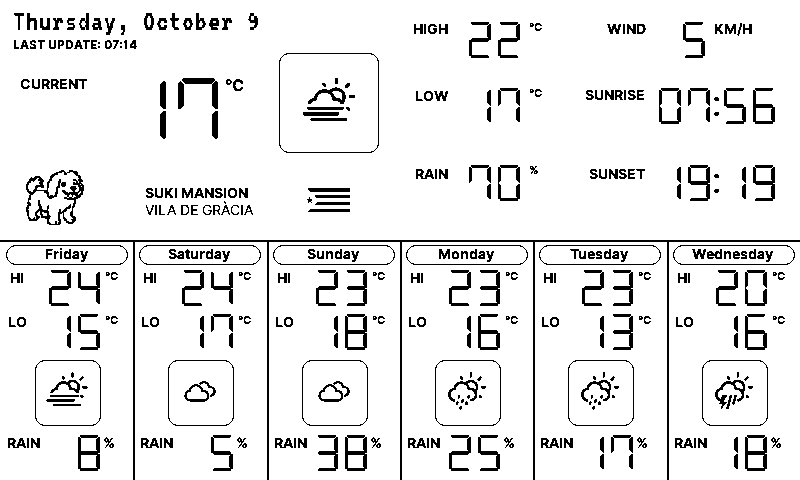 Thursday, October 9
LAST UPDATE: 07:14
CURRENT 17 °C
HIGH 22 °C
LOW 17 °C
RAIN 70 %
WIND 5 KM/H
SUNRISE 07:56
SUNSET 19:19
SUKI MANSION
VILA DE GRÀCIA
Friday
HI 24 °C
LO 15 °C
RAIN 8 %
Saturday
HI 24 °C
LO 17 °C
RAIN 5 %
Sunday
HI 23 °C
LO 18 °C
RAIN 38 %
Monday
HI 23 °C
LO 16 °C
RAIN 25 %
Tuesday
HI 23 °C
LO 13 °C
RAIN 17 %
Wednesday
HI 20 °C
LO 16 °C
RAIN 18 %